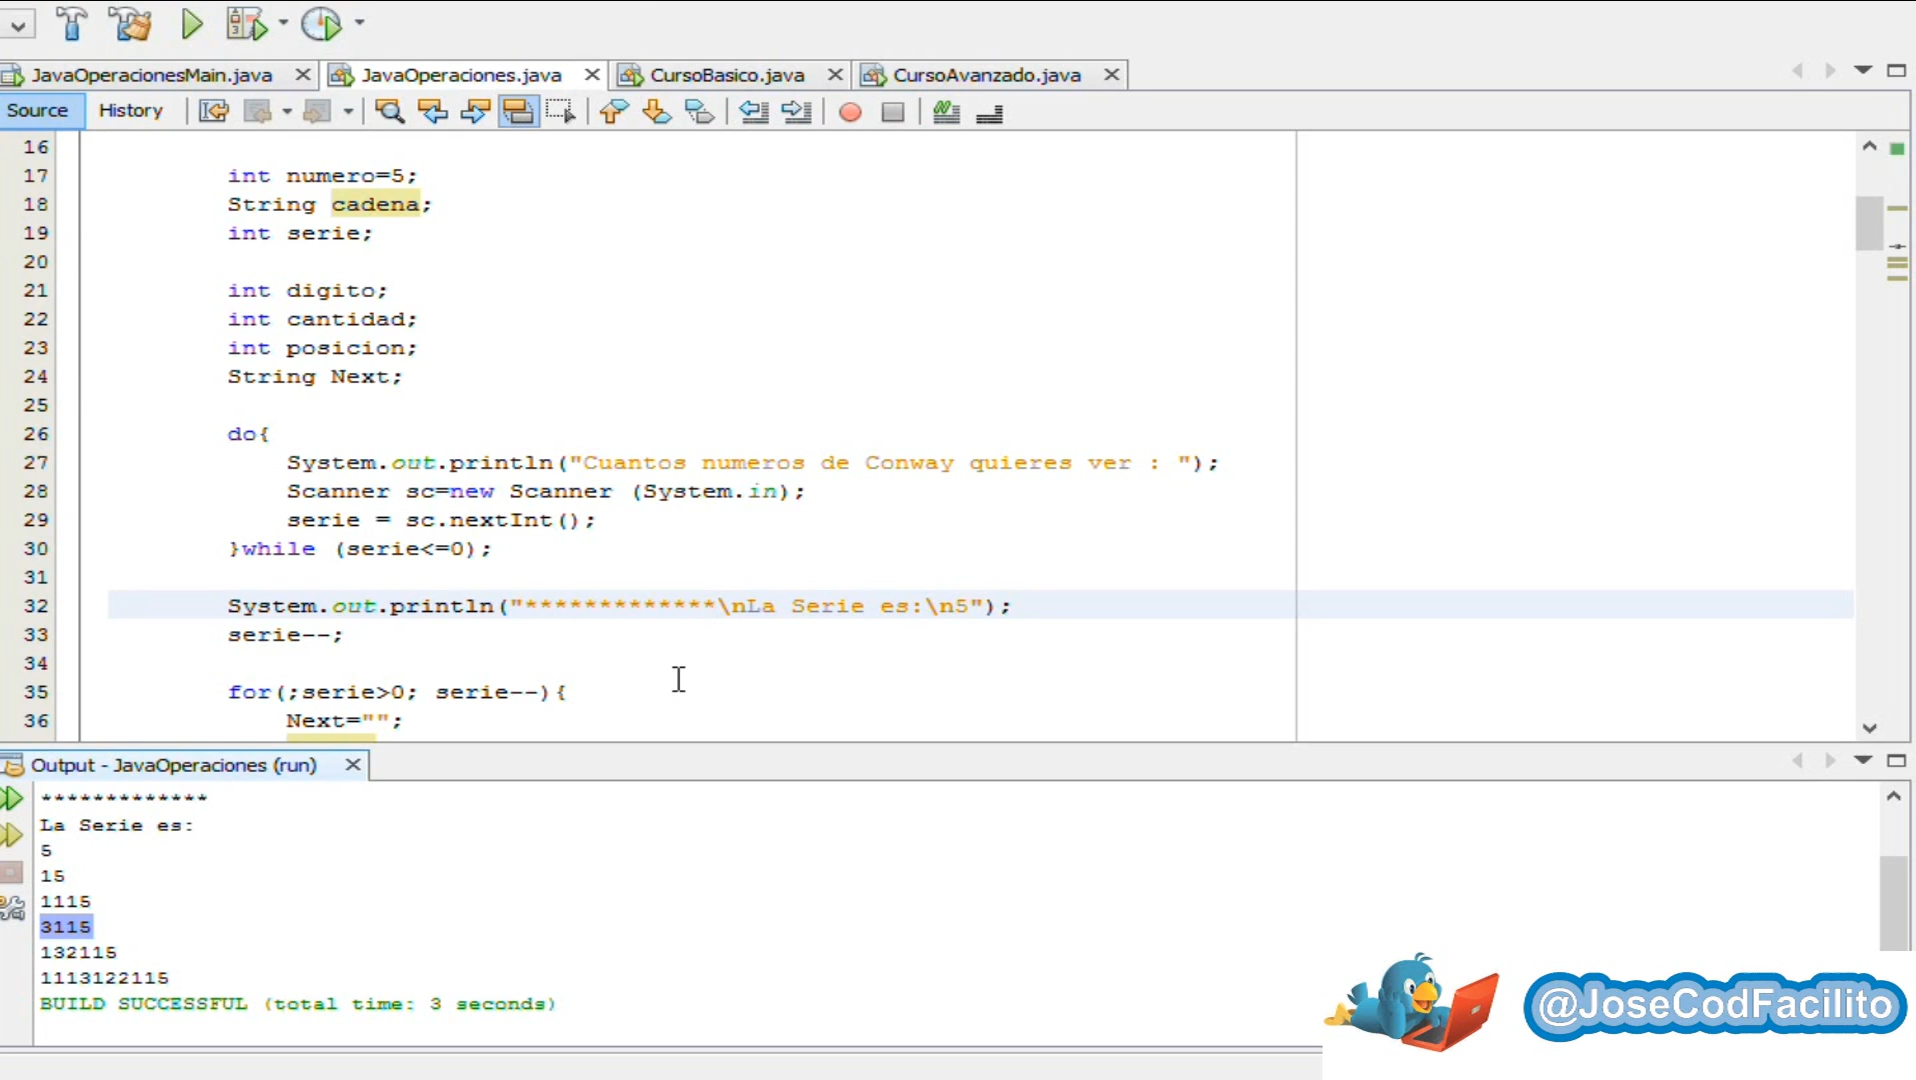 JavaOperacionesMain.java JavaOperaciones.java CursoBasico.java CursoAvanzado.java
Source History
16
17 int numero=5;
18 String cadena;
19 int serie;
20
21 int digito;
22 int cantidad;
23 int posicion;
24 String Next;
25
26 do{
27 System.out.println("Cuantos numeros de Conway quieres ver : ");
28 Scanner sc=new Scanner (System.in);
29 serie = sc.nextInt();
30 }while (serie<=0);
31
32 System.out.println("*************\nLa Serie es:\n5");
33 serie--;
34
35 for(;serie>0; serie--){
36 Next="";
Output - JavaOperaciones (run)
*************
La Serie es:
5
15
1115
3115
132115
1113122115
BUILD SUCCESSFUL (total time: 3 seconds)
@JoseCodFacilito